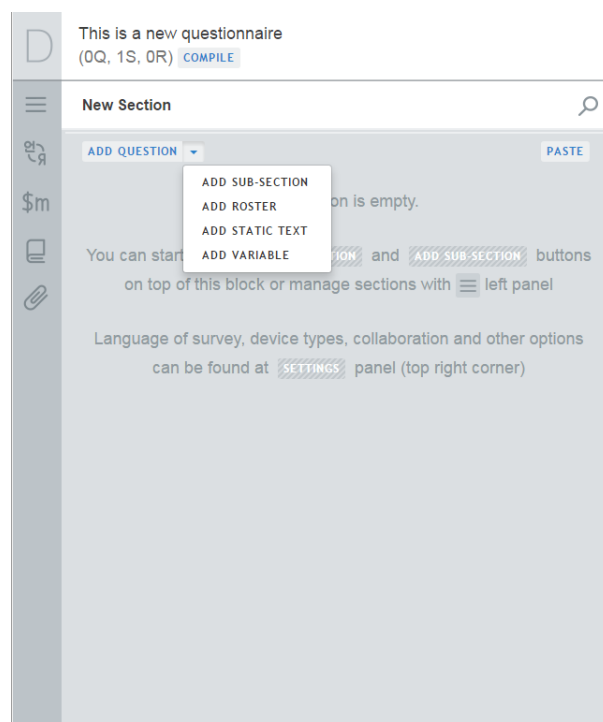 D
This is a new questionnaire
(0Q, 1S, 0R) COMPILE
New Section
ADD QUESTION
PASTE
ADD SUB-SECTION
ADD ROSTER
ADD STATIC TEXT
ADD VARIABLE
$m
is empty.
You can start and ADD SUB-SECTION buttons
on top of this block or manage sections with left panel
Language of survey, device types, collaboration and other options
can be found at SETTINGS panel (top right corner)